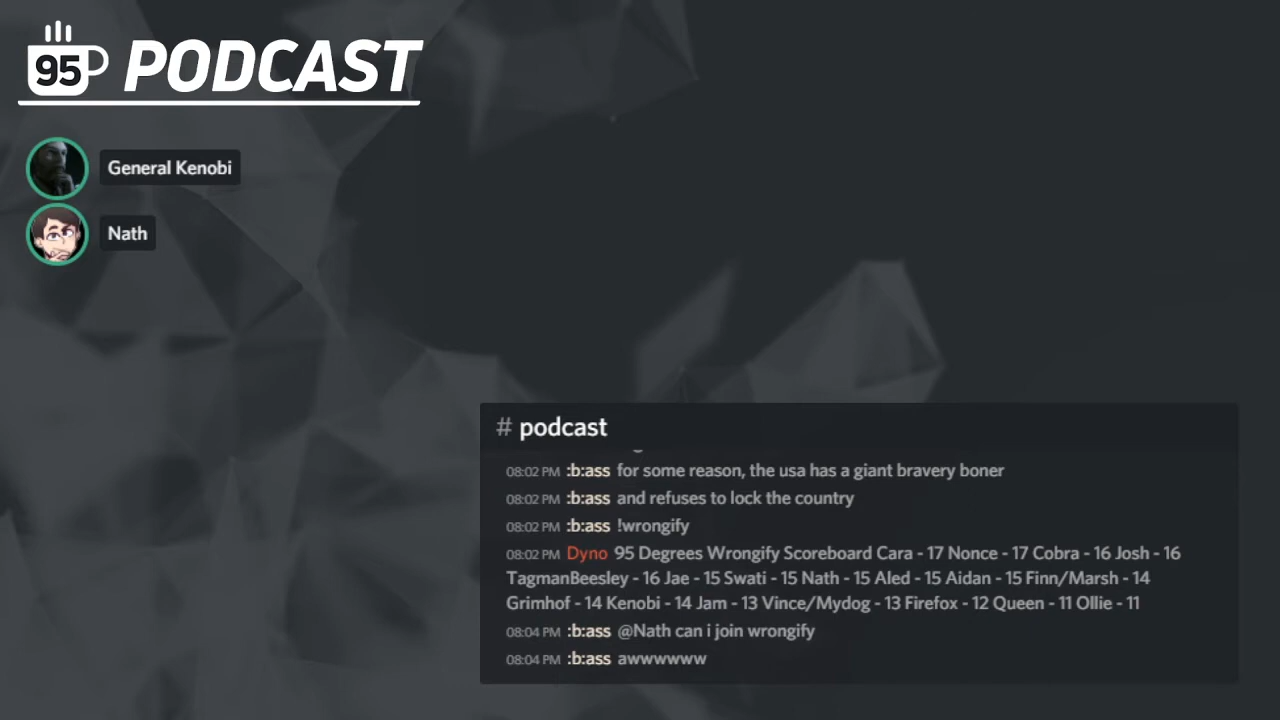 95 PODCAST
General Kenobi
Nath
# podcast
08:02 PM :b:ass for some reason, the usa has a giant bravery boner
08:02 PM :b:ass and refuses to lock the country
08:02 PM :b:ass !wrongify
08:02 PM Dyno 95 Degrees Wrongify Scoreboard Cara - 17 Nonce - 17 Cobra - 16 Josh - 16
TagmanBeesley - 16 Jae - 15 Swati - 15 Nath - 15 Aled - 15 Aidan - 15 Finn/Marsh - 14
Grimhof - 14 Kenobi - 14 Jam - 13 Vince/Mydog - 13 Firefox - 12 Queen - 11 Ollie - 11
08:04 PM :b:ass @Nath can i join wrongify
08:04 PM :b:ass awwwwww